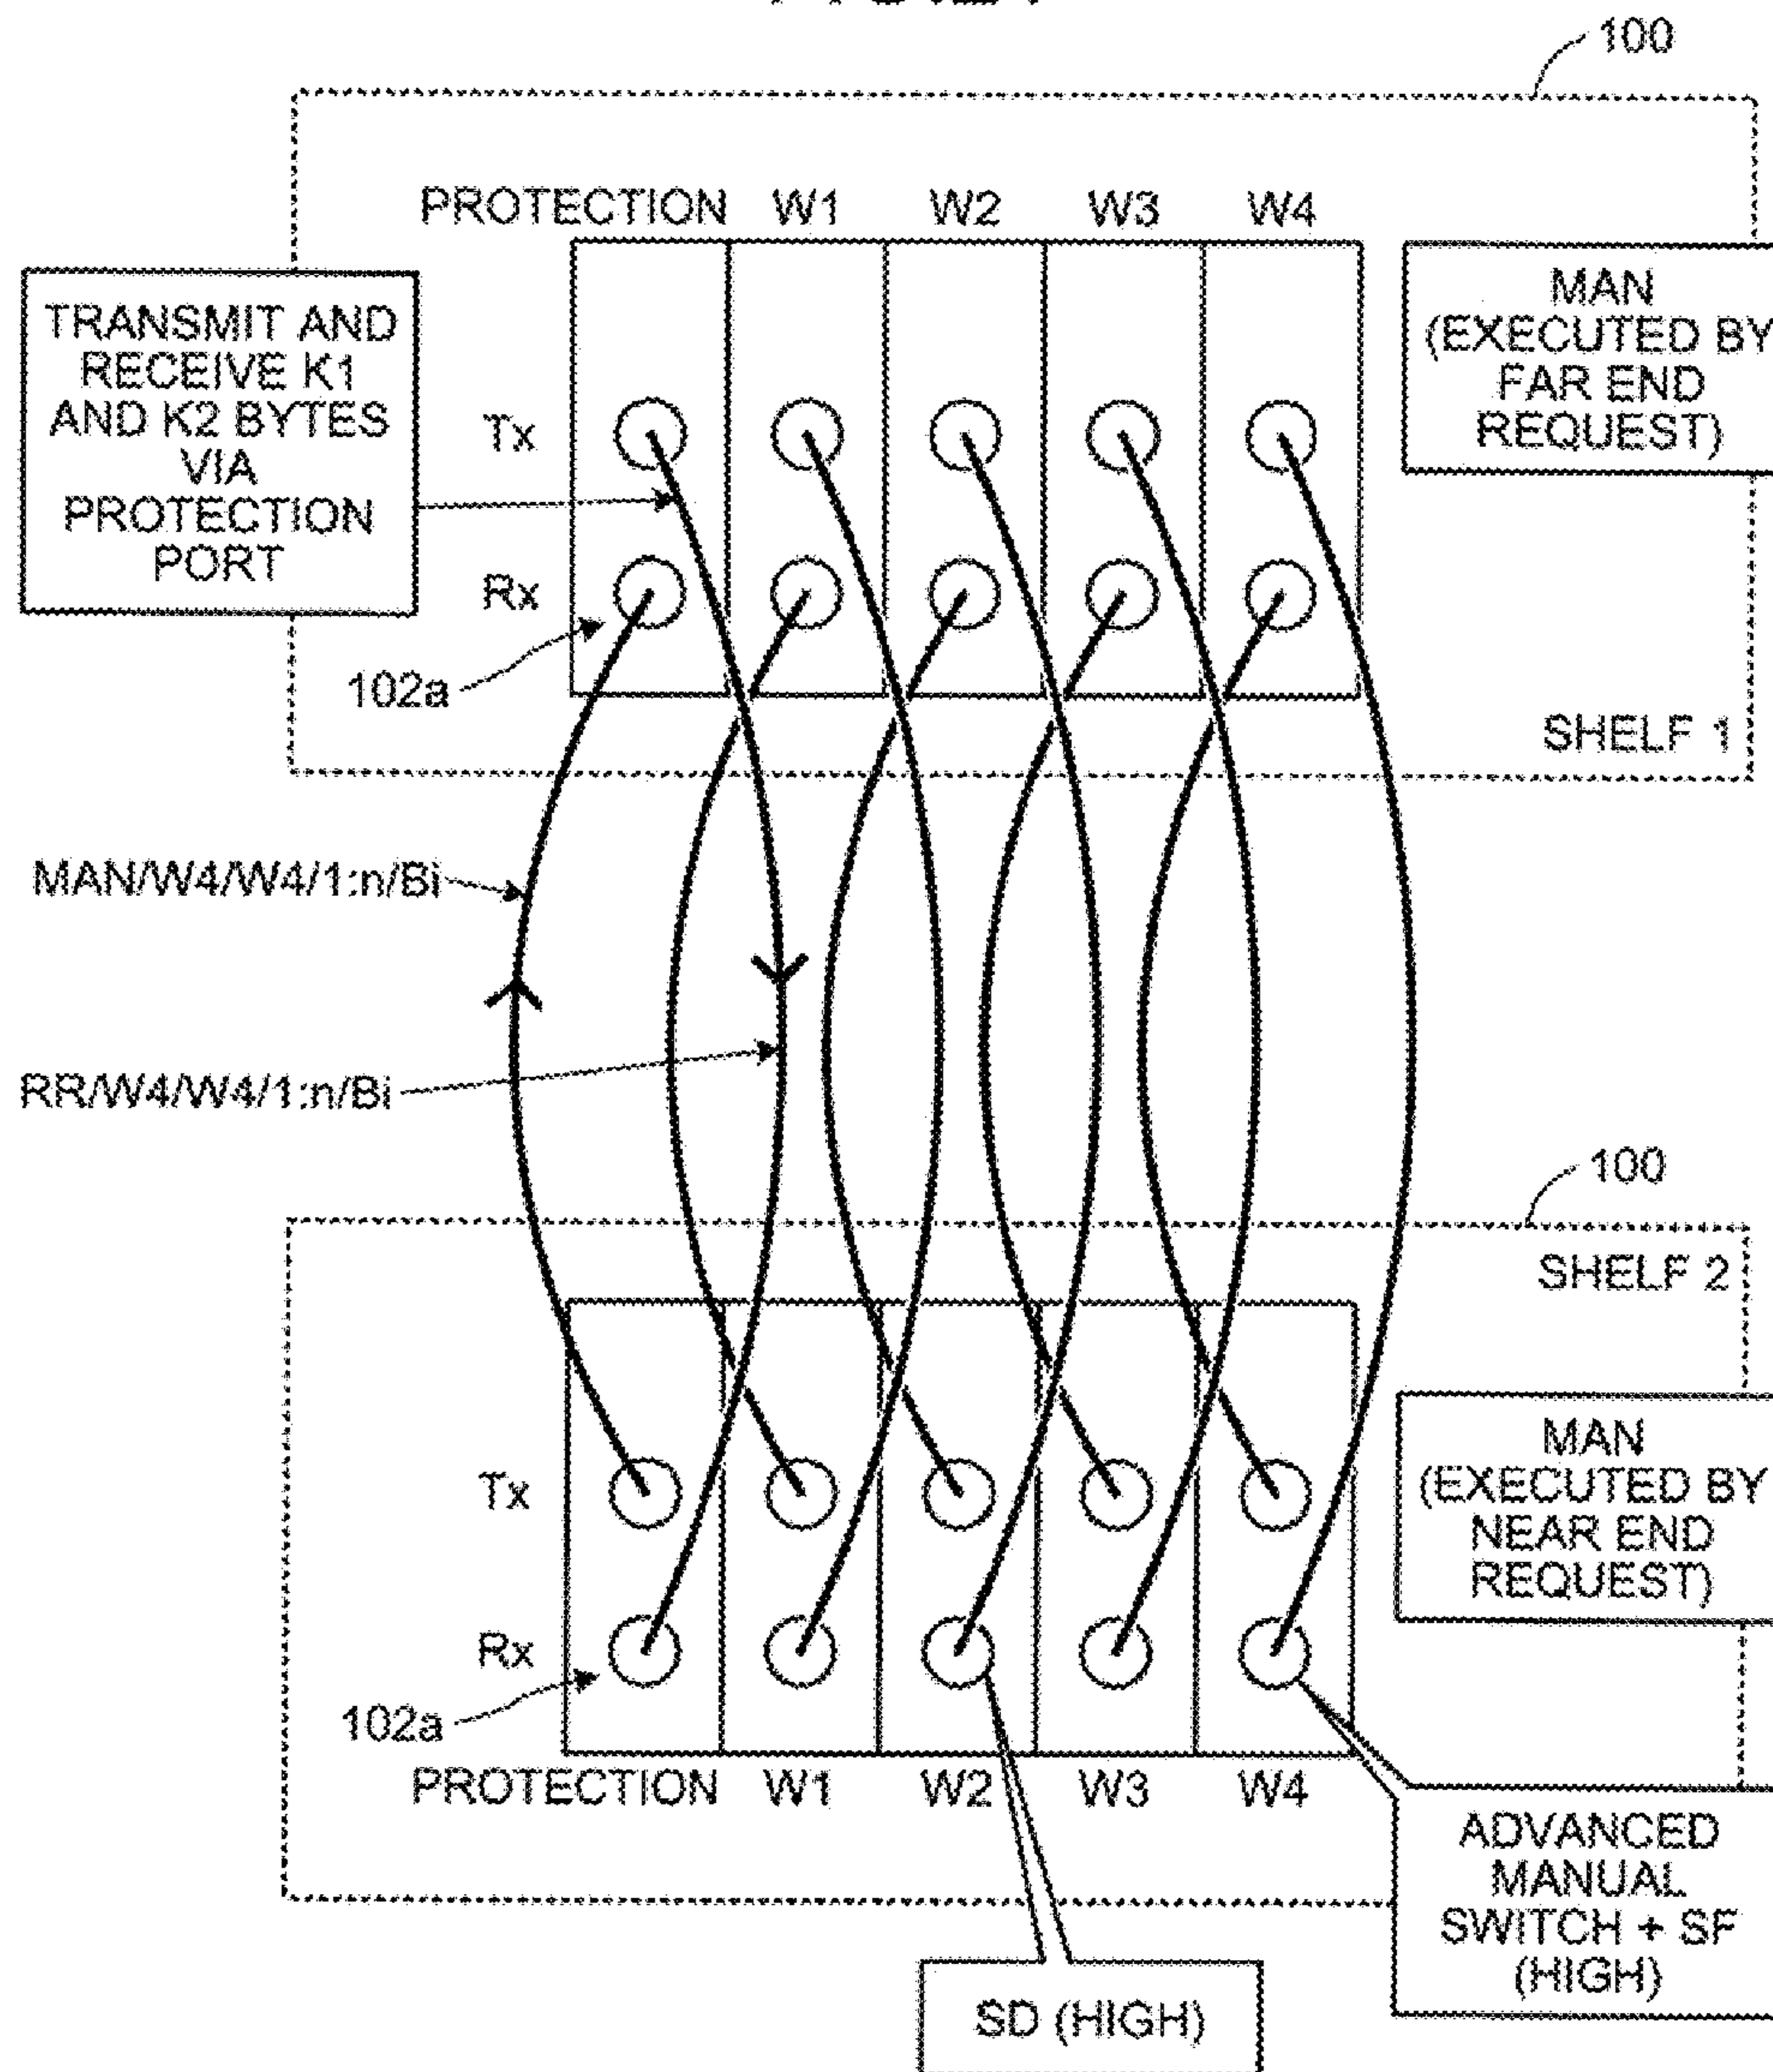 100
PROTECTION W1 W2 W3 W4
TRANSMIT AND
RECEIVE K1
AND K2 BYTES
VIA
PROTECTION
PORT
MAN
(EXECUTED BY
FAR END
REQUEST)
Tx
Rx
102a
SHELF 1
MAN/W4/W4/1:n/Bi
RR/W4/W4/1:n/Bi
100
SHELF 2
MAN
(EXECUTED BY
NEAR END
REQUEST)
Tx
Rx
102a
PROTECTION W1 W2 W3 W4
ADVANCED
MANUAL
SWITCH + SF
(HIGH)
SD (HIGH)